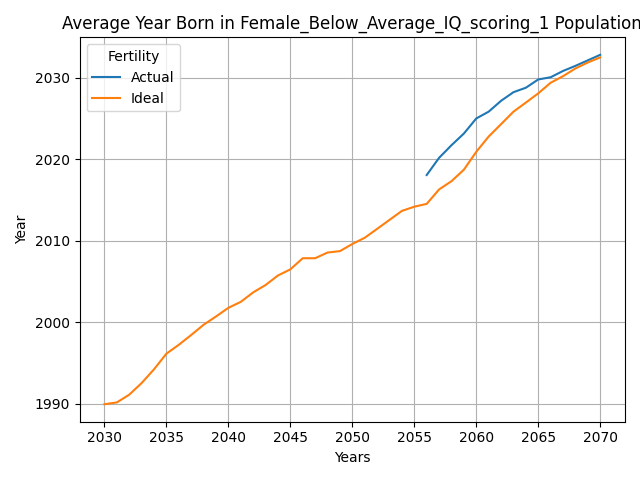 Average Year Born in Female_Below_Average_IQ_scoring_1 Population
Fertility
Actual
Ideal
Year
2030
2020
2010
2000
1990
2030 2035 2040 2045 2050 2055 2060 2065 2070
Years